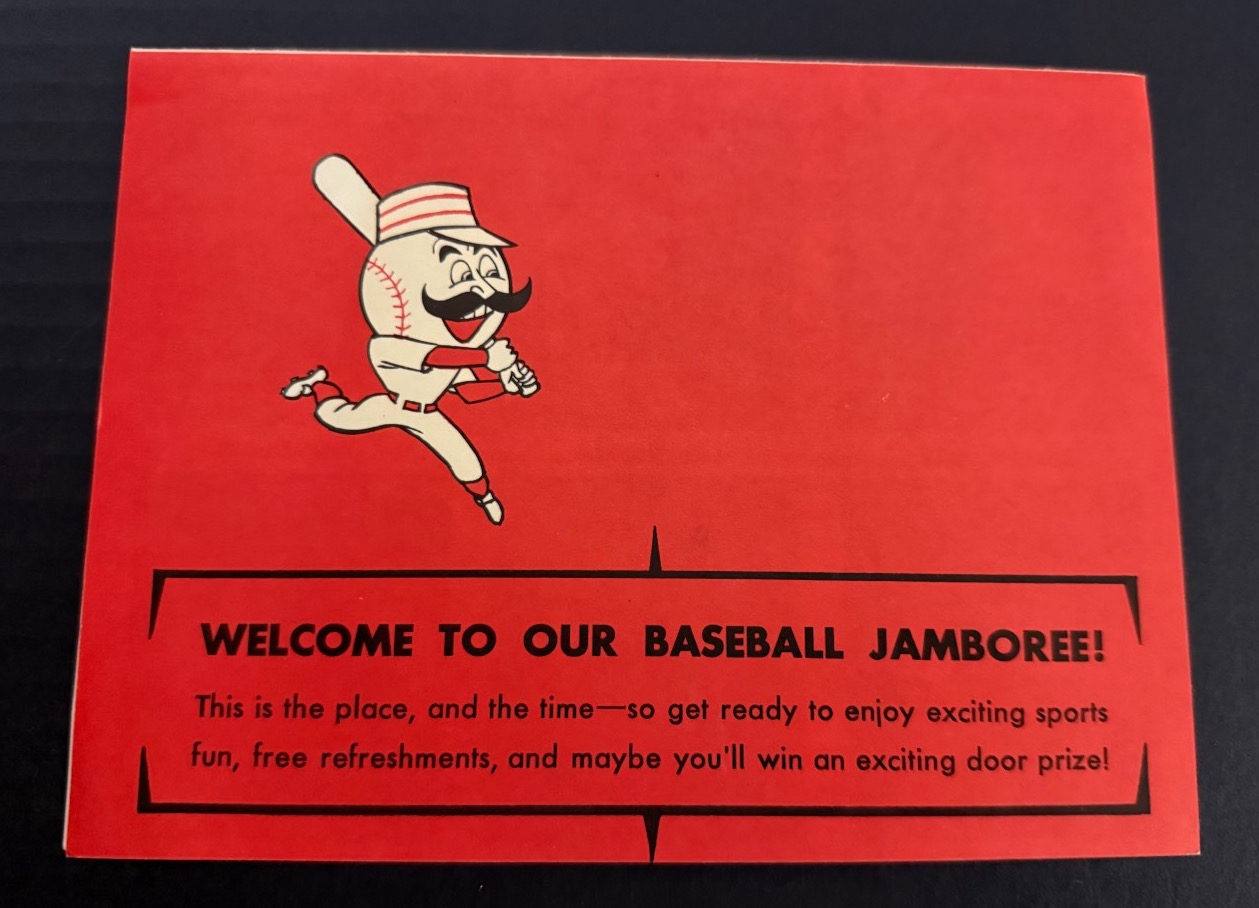 WELCOME TO OUR BASEBALL JAMBOREE!
This is the place, and the time—so get ready to enjoy exciting sports
fun, free refreshments, and maybe you'll win an exciting door prize!